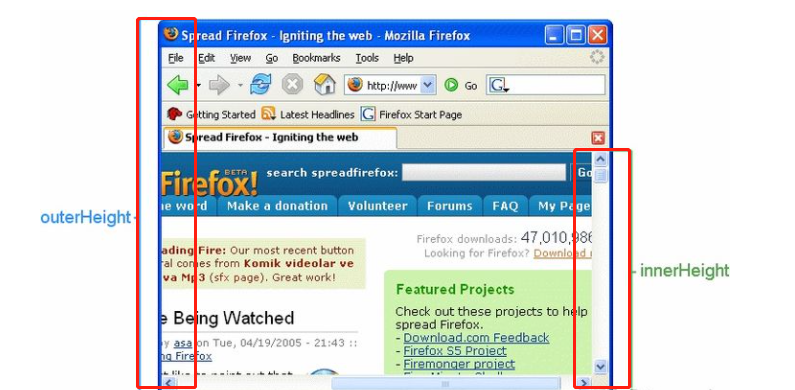 Spread Firefox - Igniting the web - Mozilla Firefox
File Edit View Go Bookmarks Tools Help
http://www Go G
Getting Started Latest Headlines G Firefox Start Page
Spread Firefox - Igniting the web
BETA search spreadfirefox: Go
Firefox!
he word Make a donation Volunteer Forums FAQ My Page
outerHeight
Firefox downloads: 47,010,986
Looking for Firefox? Download
ading Fire: Our most recent button
ral comes from Komik videolar ve
va Mp3 (sfx page). Great work!
innerHeight
Featured Projects
Check out these projects to help
spread Firefox.
- Download.com Feedback
- Firefox S5 Project
- Firemonger project
e Being Watched
by asa on Tue, 04/19/2005 - 21:43 ::
ng Firefox